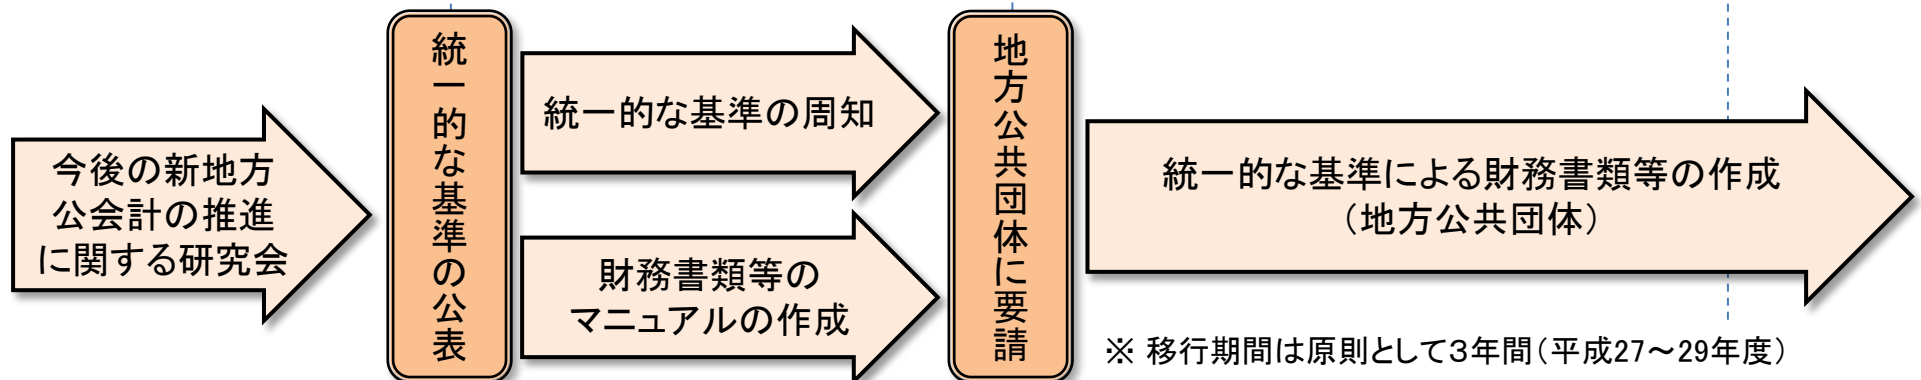 今後の新地方
公会計の推進
に関する研究会
統一的な基準の公表
統一的な基準の周知
財務書類等の
マニュアルの作成
地方公共団体に要請
統一的な基準による財務書類等の作成
（地方公共団体）
※ 移行期間は原則として３年間（平成27～29年度）